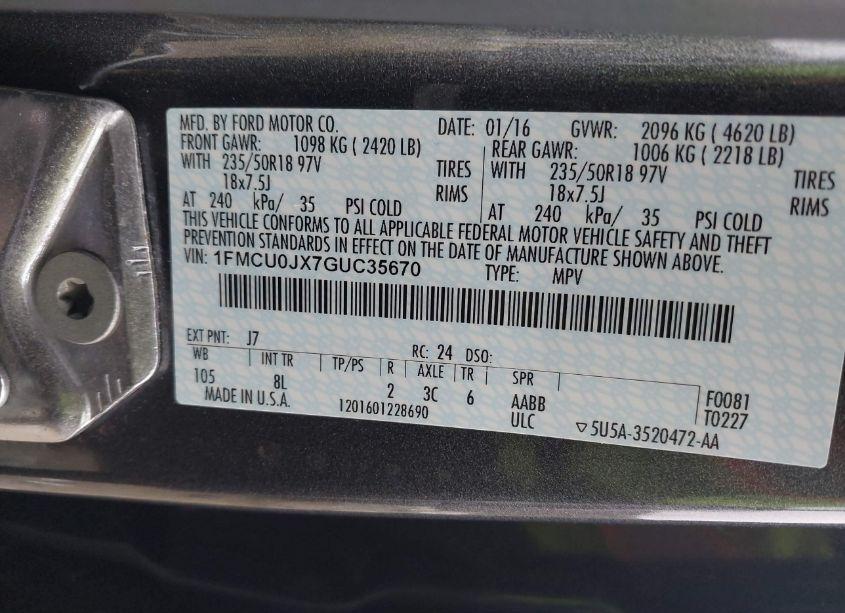 MFD. BY FORD MOTOR CO. DATE: 01/16 GVWR: 2096 KG ( 4620 LB)
FRONT GAWR: 1098 KG ( 2420 LB) REAR GAWR: 1006 KG ( 2218 LB)
WITH 235/50R18 97V TIRES WITH 235/50R18 97V TIRES
18x7.5J RIMS 18x7.5J RIMS
AT 240 kPa/ 35 PSI COLD AT 240 kPa/ 35 PSI COLD
THIS VEHICLE CONFORMS TO ALL APPLICABLE FEDERAL MOTOR VEHICLE SAFETY AND THEFT
PREVENTION STANDARDS IN EFFECT ON THE DATE OF MANUFACTURE SHOWN ABOVE.
VIN: 1FMCU0JX7GUC35670 TYPE: MPV
EXT PNT: J7 RC: 24 DSO:
WB INT TR TP/PS R AXLE TR SPR
105 8L 2 3C 6 AABB F0081
MADE IN U.S.A. 1201601228690 ULC ▽5U5A-3520472-AA T0227